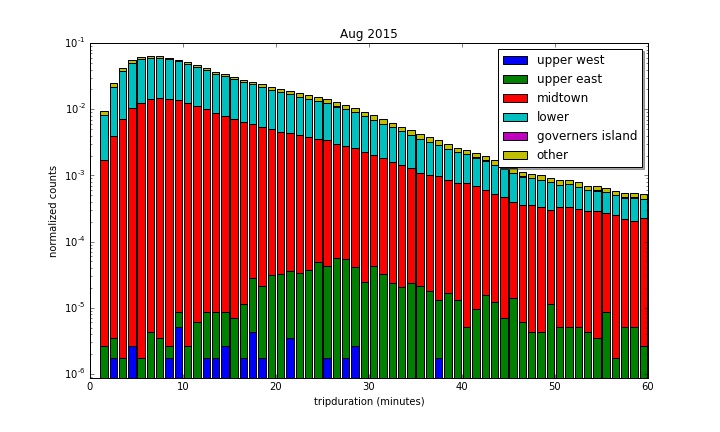 Aug 2015
10^-1
10^-2
10^-3
10^-4
10^-5
10^-6
normalized counts
upper west
upper east
midtown
lower
governers island
other
0 10 20 30 40 50 60
tripduration (minutes)